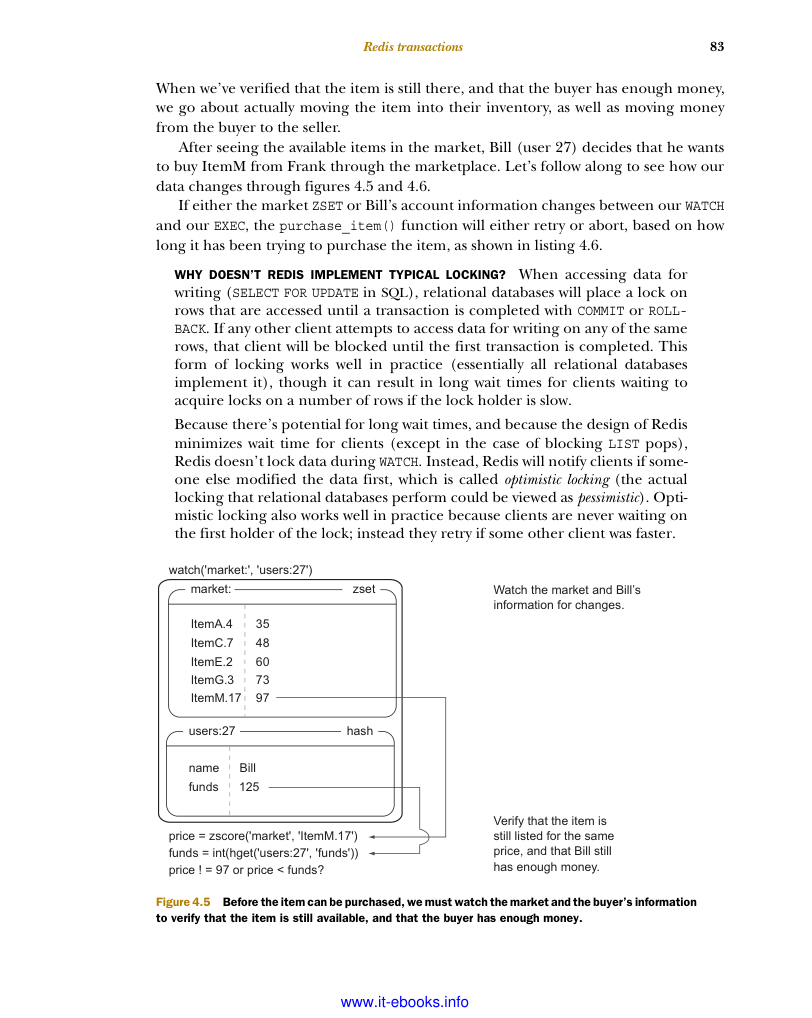 Redis transactions 83
When we've verified that the item is still there, and that the buyer has enough money,
we go about actually moving the item into their inventory, as well as moving money
from the buyer to the seller.
After seeing the available items in the market, Bill (user 27) decides that he wants
to buy ItemM from Frank through the marketplace. Let's follow along to see how our
data changes through figures 4.5 and 4.6.
If either the market ZSET or Bill's account information changes between our WATCH
and our EXEC, the purchase_item() function will either retry or abort, based on how
long it has been trying to purchase the item, as shown in listing 4.6.
WHY DOESN'T REDIS IMPLEMENT TYPICAL LOCKING? When accessing data for
writing (SELECT FOR UPDATE in SQL), relational databases will place a lock on
rows that are accessed until a transaction is completed with COMMIT or ROLL-
BACK. If any other client attempts to access data for writing on any of the same
rows, that client will be blocked until the first transaction is completed. This
form of locking works well in practice (essentially all relational databases
implement it), though it can result in long wait times for clients waiting to
acquire locks on a number of rows if the lock holder is slow.
Because there's potential for long wait times, and because the design of Redis
minimizes wait time for clients (except in the case of blocking LIST pops),
Redis doesn't lock data during WATCH. Instead, Redis will notify clients if some-
one else modified the data first, which is called optimistic locking (the actual
locking that relational databases perform could be viewed as pessimistic). Opti-
mistic locking also works well in practice because clients are never waiting on
the first holder of the lock; instead they retry if some other client was faster.
watch('market:', 'users:27')
market: zset
ItemA.4 35
ItemC.7 48
ItemE.2 60
ItemG.3 73
ItemM.17 97
users:27 hash
name Bill
funds 125
price = zscore('market', 'ItemM.17')
funds = int(hget('users:27', 'funds'))
price ! = 97 or price < funds?
Watch the market and Bill's
information for changes.
Verify that the item is
still listed for the same
price, and that Bill still
has enough money.
Figure 4.5 Before the item can be purchased, we must watch the market and the buyer's information
to verify that the item is still available, and that the buyer has enough money.
www.it-ebooks.info